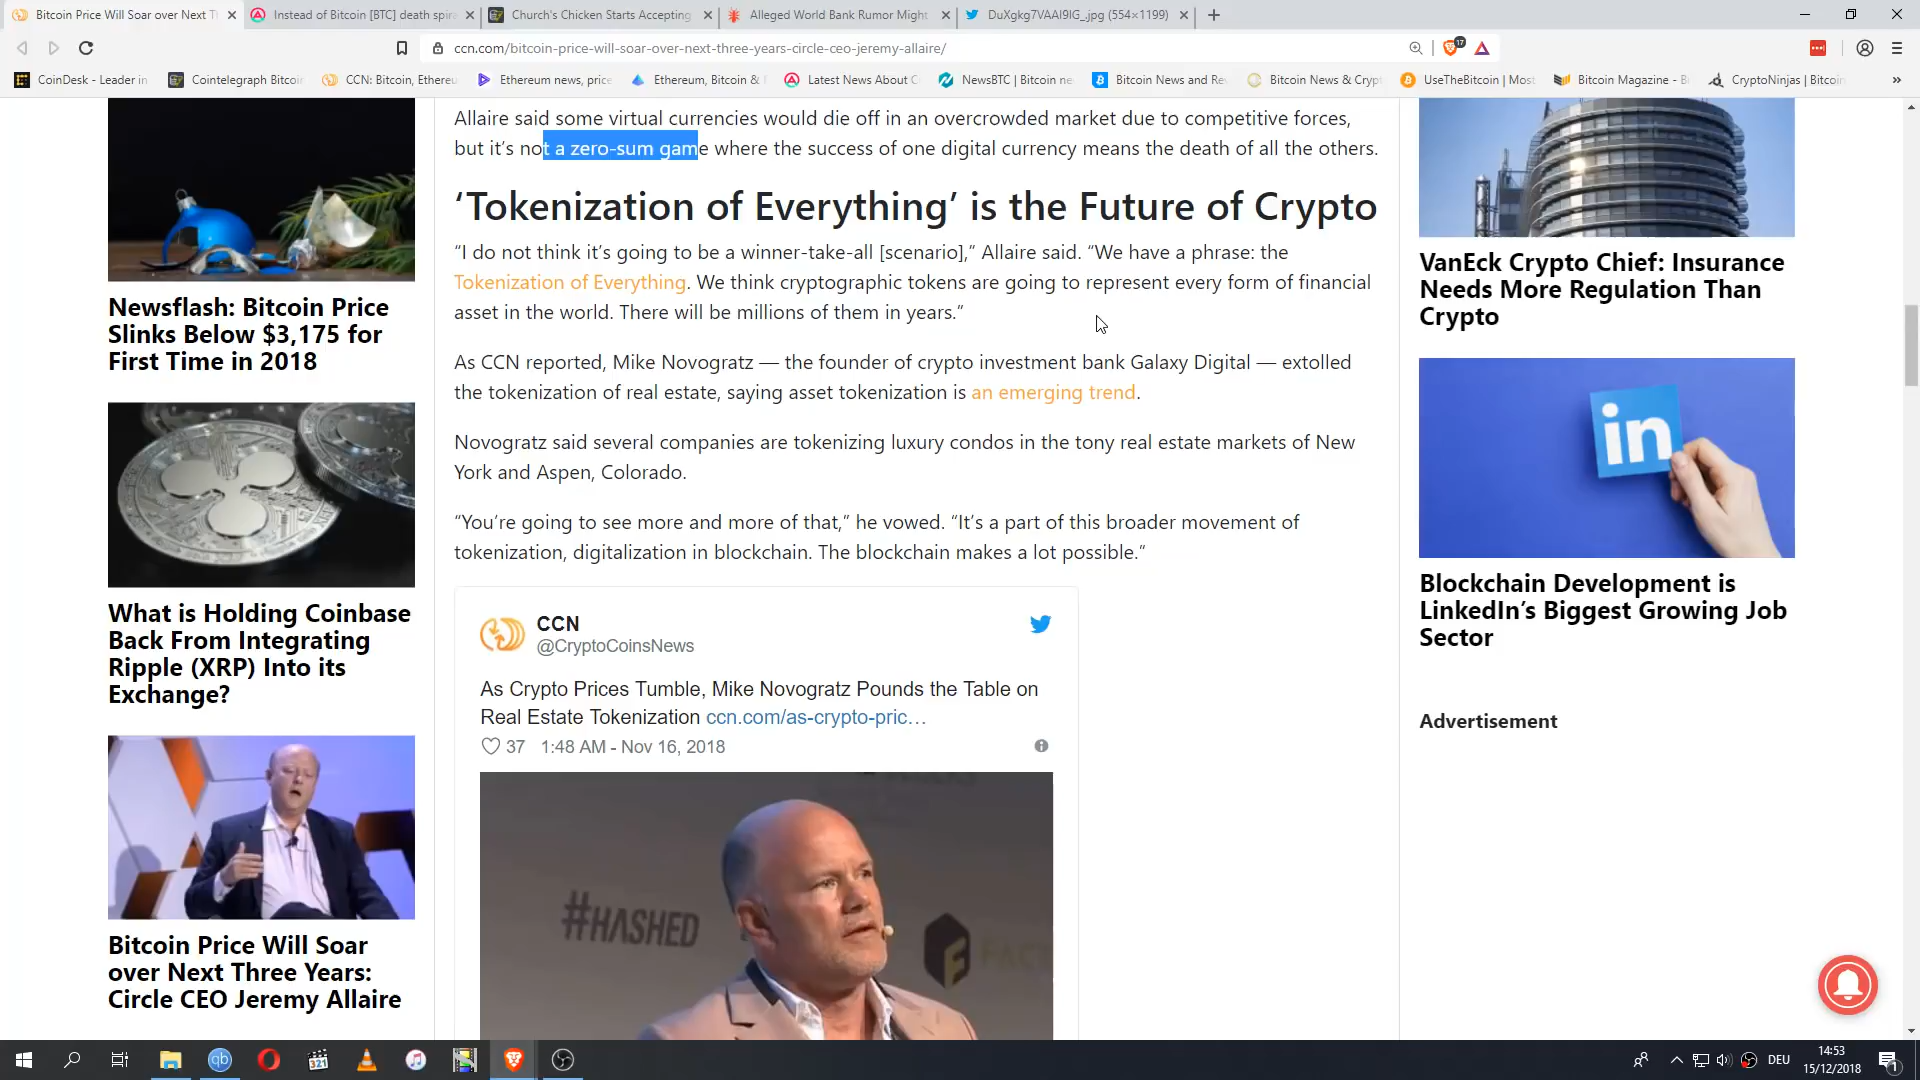 Bitcoin Price Will Soar over Next T
Instead of Bitcoin [BTC] death spira
Church's Chicken Starts Accepting
Alleged World Bank Rumor Might
DuXgkg7VAAI9IG_.jpg (554×1199)
ccn.com/bitcoin-price-will-soar-over-next-three-years-circle-ceo-jeremy-allaire/
17
CoinDesk - Leader in
Cointelegraph Bitcoi
CCN: Bitcoin, Ethereu
Ethereum news, price
Ethereum, Bitcoin &
Latest News About C
NewsBTC | Bitcoin ne
Bitcoin News and Re
Bitcoin News & Crypt
UseTheBitcoin | Most
Bitcoin Magazine - B
CryptoNinjas | Bitcoin
»
Allaire said some virtual currencies would die off in an overcrowded market due to competitive forces,
but it’s not a zero-sum game where the success of one digital currency means the death of all the others.
‘Tokenization of Everything’ is the Future of Crypto
“I do not think it’s going to be a winner-take-all [scenario],” Allaire said. “We have a phrase: the
Tokenization of Everything. We think cryptographic tokens are going to represent every form of financial
asset in the world. There will be millions of them in years.”
As CCN reported, Mike Novogratz — the founder of crypto investment bank Galaxy Digital — extolled
the tokenization of real estate, saying asset tokenization is an emerging trend.
Novogratz said several companies are tokenizing luxury condos in the tony real estate markets of New
York and Aspen, Colorado.
“You’re going to see more and more of that,” he vowed. “It’s a part of this broader movement of
tokenization, digitalization in blockchain. The blockchain makes a lot possible.”
CCN
@CryptoCoinsNews
As Crypto Prices Tumble, Mike Novogratz Pounds the Table on
Real Estate Tokenization ccn.com/as-crypto-pric…
37 1:48 AM - Nov 16, 2018
#HASHED
FAC
Newsflash: Bitcoin Price
Slinks Below $3,175 for
First Time in 2018
What is Holding Coinbase
Back From Integrating
Ripple (XRP) Into its
Exchange?
Bitcoin Price Will Soar
over Next Three Years:
Circle CEO Jeremy Allaire
VanEck Crypto Chief: Insurance
Needs More Regulation Than
Crypto
in
Blockchain Development is
LinkedIn’s Biggest Growing Job
Sector
Advertisement
qb
321
DEU
14:53
15/12/2018
1